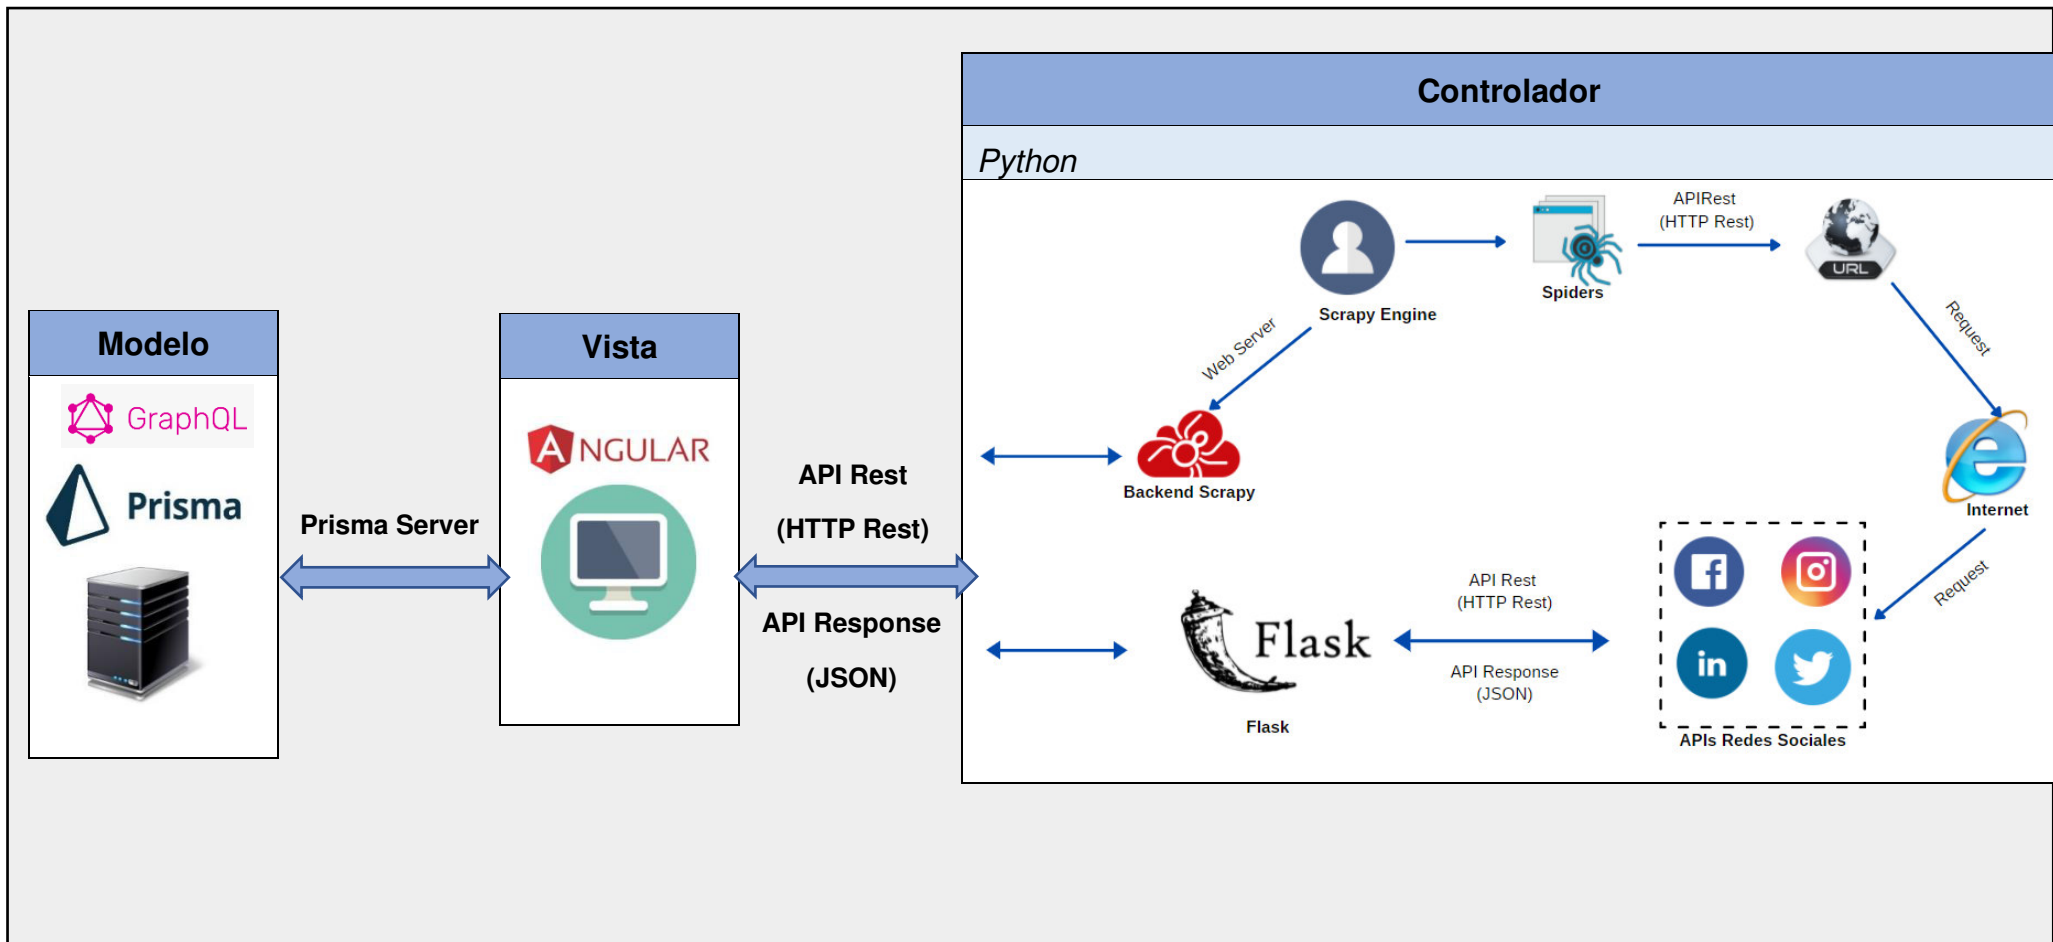 Controlador
Python
APIRest
(HTTP Rest)
URL
Spiders
Scrapy Engine
Request
Web Server
Modelo
GraphQL
Prisma
Prisma Server
Vista
ANGULAR
API Rest
(HTTP Rest)
API Response
(JSON)
Backend Scrapy
Internet
Request
Flask
Flask
API Rest
(HTTP Rest)
API Response
(JSON)
in
APIs Redes Sociales